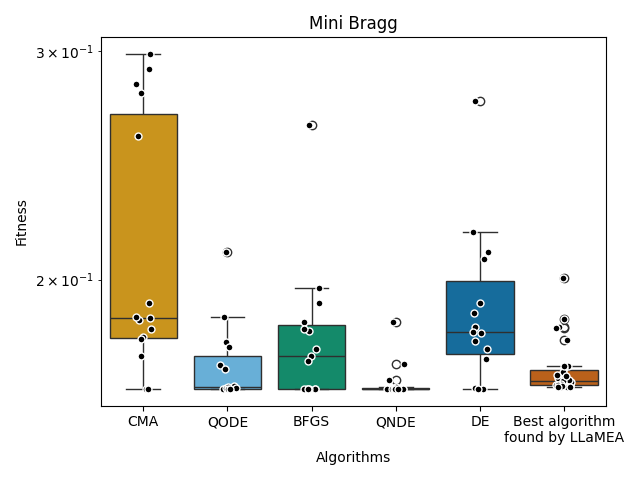 Mini Bragg
3 × 10⁻¹
2 × 10⁻¹
Fitness
CMA QODE BFGS QNDE DE Best algorithm
found by LLaMEA
Algorithms